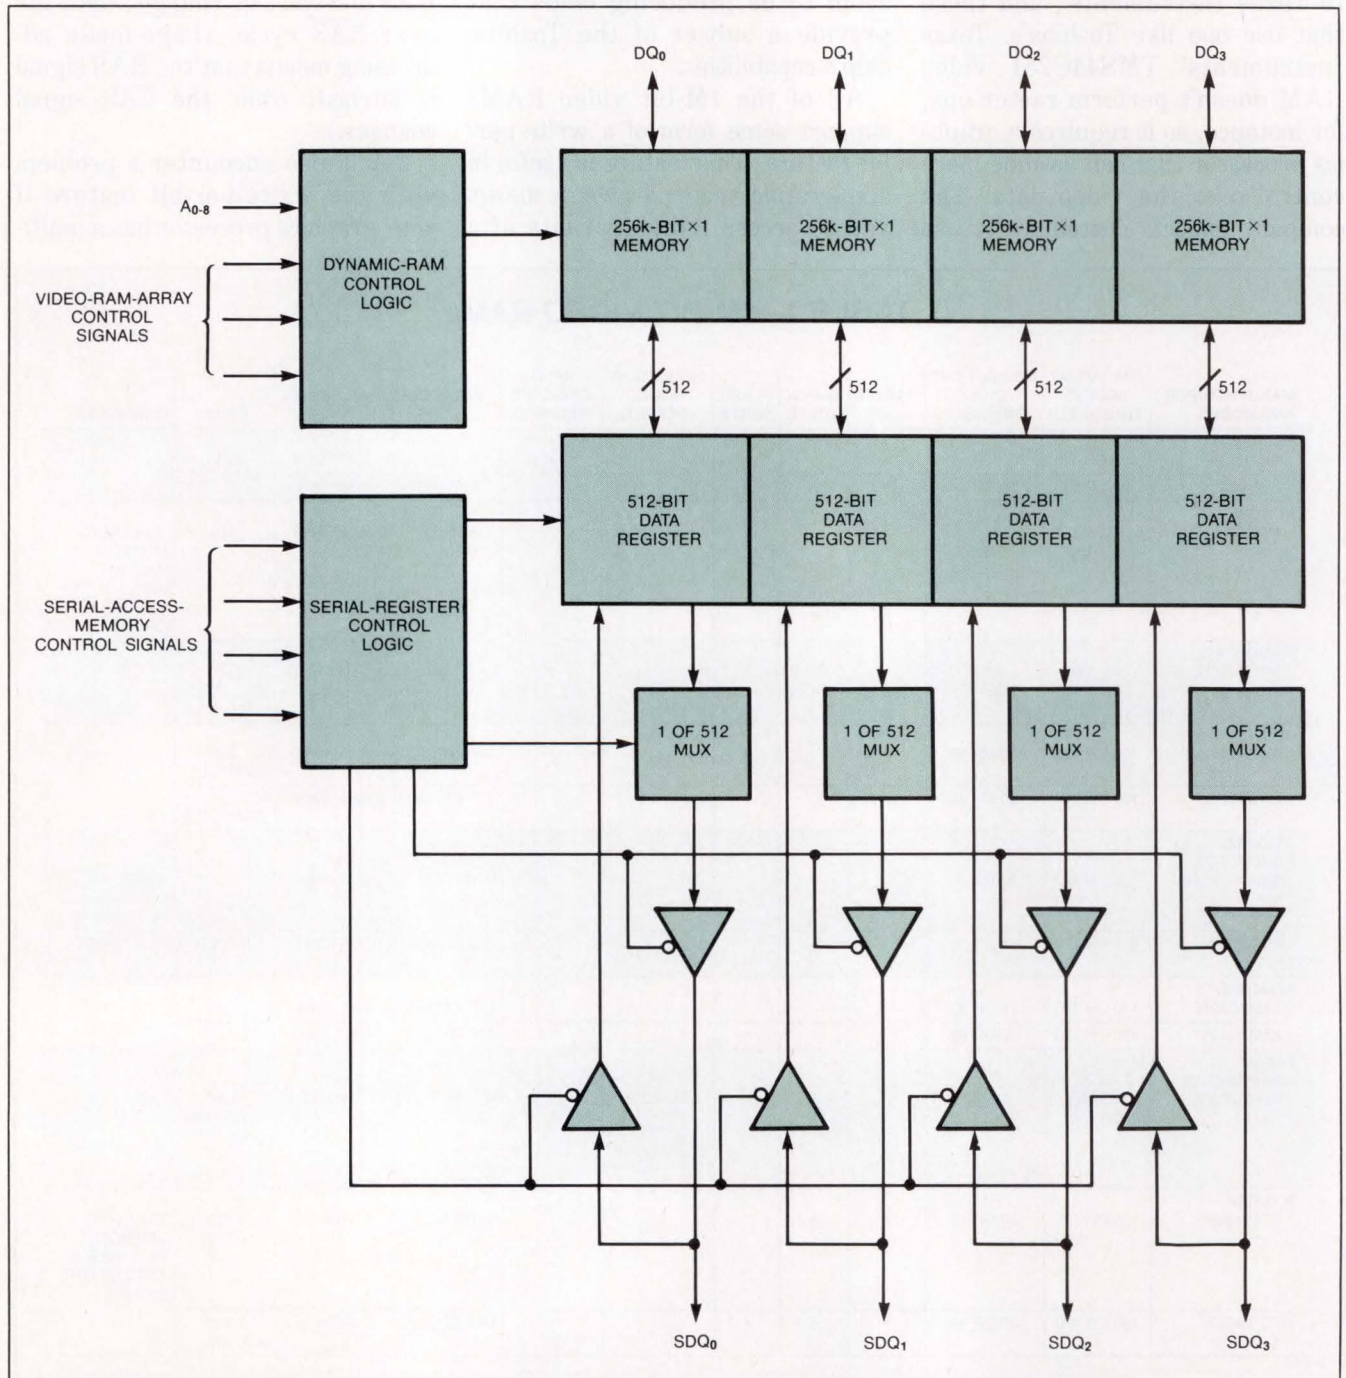 DQ0
DQ1
DQ2
DQ3
A0-8
VIDEO-RAM-ARRAY
CONTROL
SIGNALS
DYNAMIC-RAM
CONTROL
LOGIC
256k-BIT×1
MEMORY
256k-BIT×1
MEMORY
256k-BIT×1
MEMORY
256k-BIT×1
MEMORY
512
512
512
512
SERIAL-ACCESS-
MEMORY
CONTROL SIGNALS
SERIAL-REGISTER
CONTROL
LOGIC
512-BIT
DATA
REGISTER
512-BIT
DATA
REGISTER
512-BIT
DATA
REGISTER
512-BIT
DATA
REGISTER
1 OF 512
MUX
1 OF 512
MUX
1 OF 512
MUX
1 OF 512
MUX
SDQ0
SDQ1
SDQ2
SDQ3